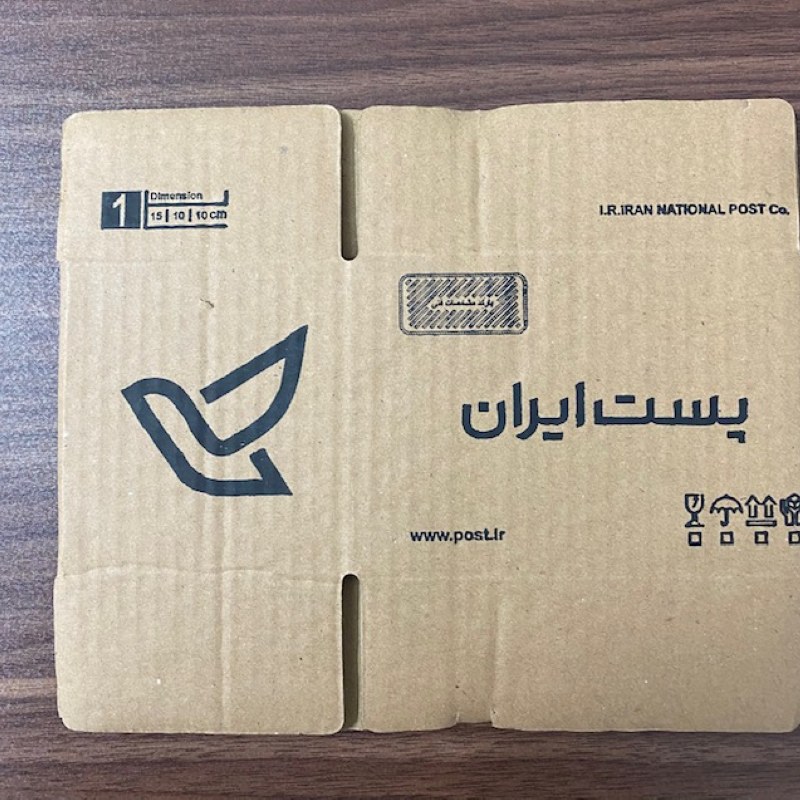 1
Dimension
15 | 10 | 10 cm
I.R.IRAN NATIONAL POST Co.
پست ایران
www.post.ir